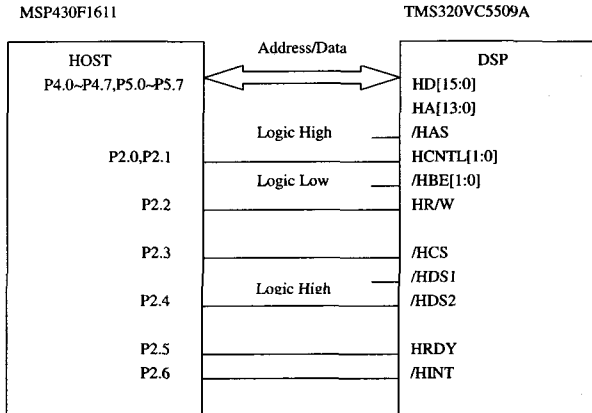 MSP430F1611 TMS320VC5509A
HOST Address/Data DSP
P4.0~P4.7,P5.0~P5.7 HD[15:0]
HA[13:0]
Logic High /HAS
P2.0,P2.1 HCNTL[1:0]
Logic Low /HBE[1:0]
P2.2 HR/W
P2.3 /HCS
/HDS1
Logic High
P2.4 /HDS2
P2.5 HRDY
P2.6 /HINT